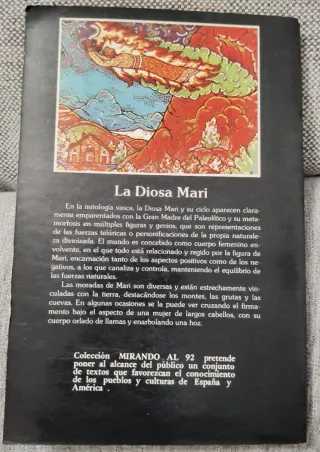 La Diosa Mari
En la mitología vasca, la Diosa Mari y su ciclo aparecen clara-
mente emparentados con la Gran Madre del Paleolítico y su meta-
morfosis en múltiples figuras y genios, que son representaciones
de las fuerzas telúricas o personificaciones de la propia naturale-
za divinizada. El mundo es concebido como cuerpo femenino en-
volvente, en el que todo está relacionado y regido por la figura de
Mari, encarnación tanto de los aspectos positivos como de los ne-
gativos, a los que canaliza y controla, manteniendo el equilibrio de
las fuerzas naturales.
Las moradas de Mari son diversas y están estrechamente vin-
culadas con la tierra, destacándose los montes, las grutas y las
cuevas. En algunas ocasiones se la puede ver cruzando el firma-
mento bajo el aspecto de una mujer de largos cabellos, con su
cuerpo orlado de llamas y enarbolando una hoz.
Colección MIRANDO AL 92 pretende
poner al alcance del público un conjunto
de textos que favorezcan el conocimiento
de los pueblos y culturas de España y
América .